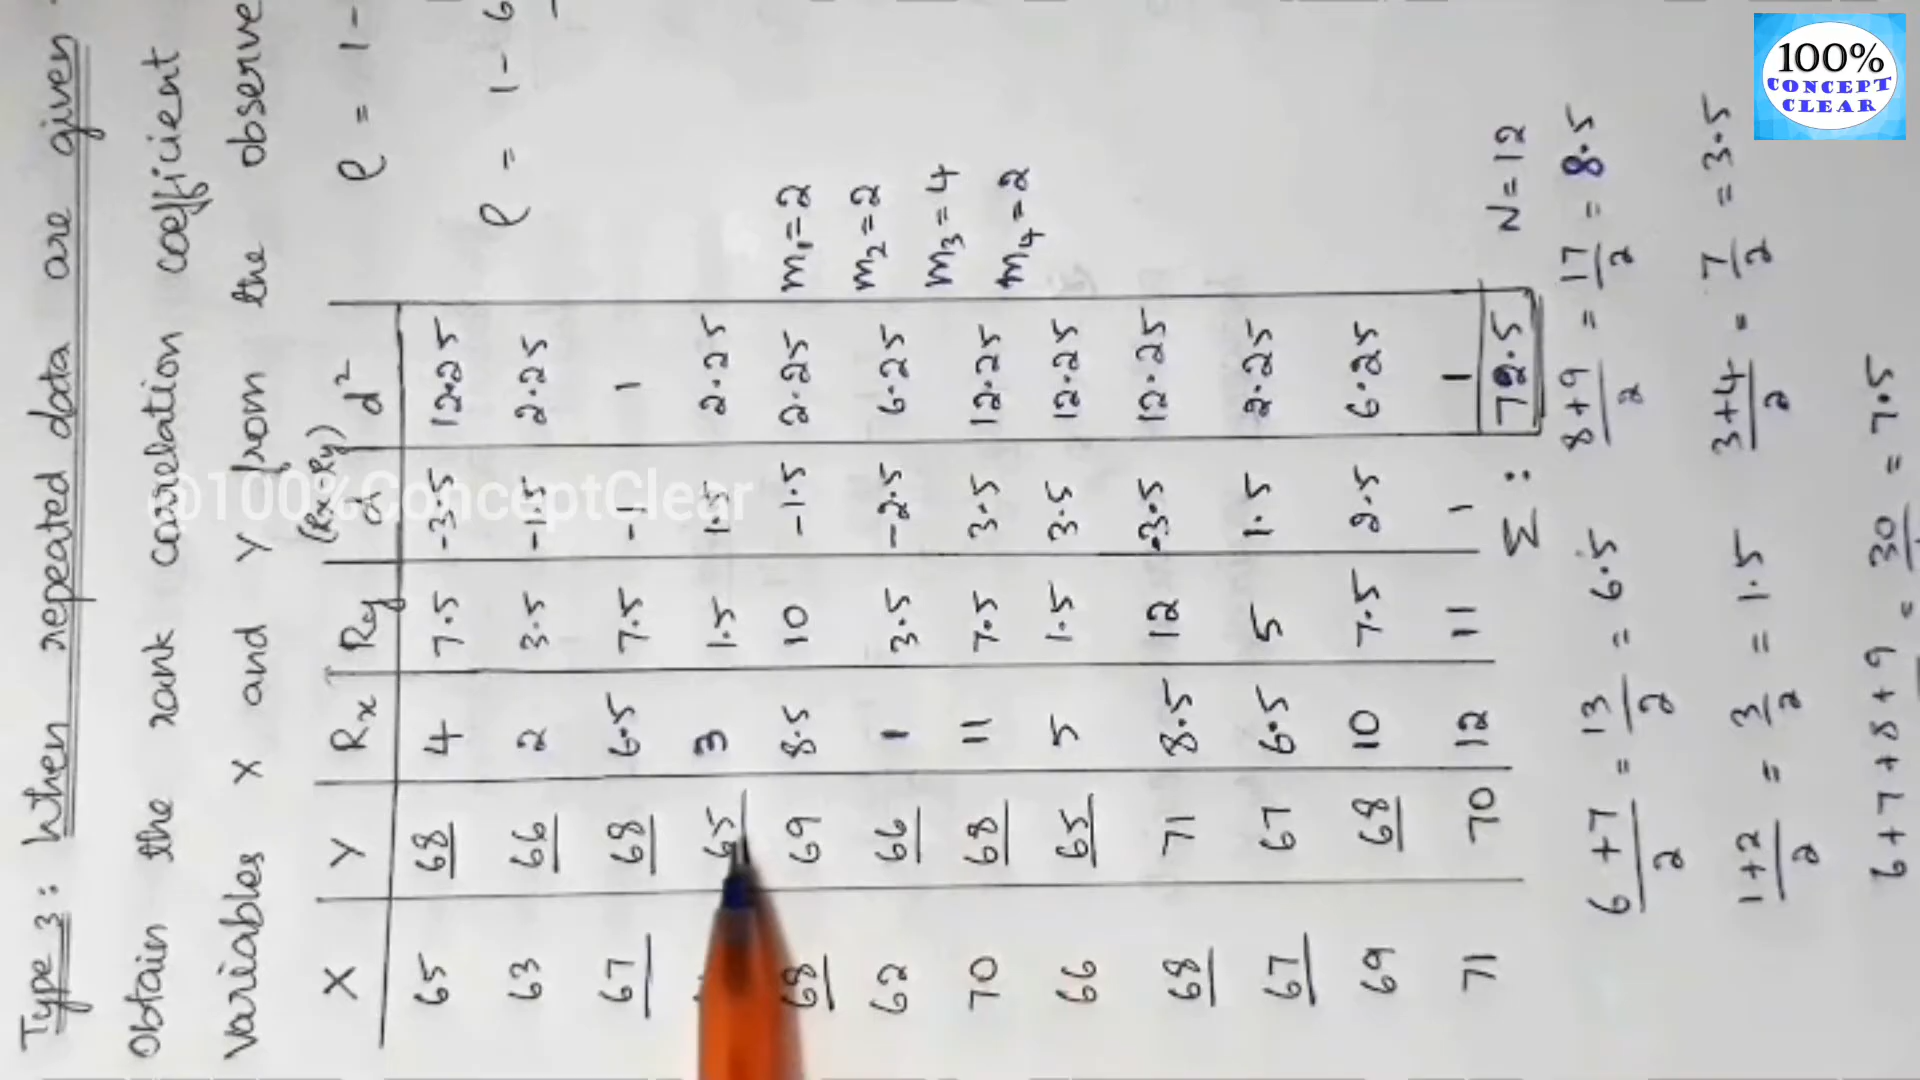 Type 3: When repeated data are given
Obtain the rank correlation coefficient
variables X and Y from the observe
(Rx-Ry)
X Y Rx Ry d d²
65 68 4 7.5 -3.5 12.25
63 66 2 3.5 -1.5 2.25
67 68 6.5 7.5 -1 1
65 3 1.5 1.5 2.25
68 69 8.5 10 -1.5 2.25
62 66 1 3.5 -2.5 6.25
70 68 11 7.5 3.5 12.25
66 65 5 1.5 3.5 12.25
68 71 8.5 12 -3.5 12.25
67 67 6.5 5 1.5 2.25
69 68 10 7.5 2.5 6.25
71 70 12 11 1 1
Σ : 72.5 N=12
ρ = 1-
ρ = 1- 6
m₁=2
m₂=2
m₃=4
m₄=2
6+7/2 = 13/2 = 6.5 8+9/2 = 17/2 = 8.5
1+2/2 = 3/2 = 1.5 3+4/2 = 7/2 = 3.5
6+7+8+9 = 30 = 7.5
@100%ConceptClear
100%
CONCEPT
CLEAR